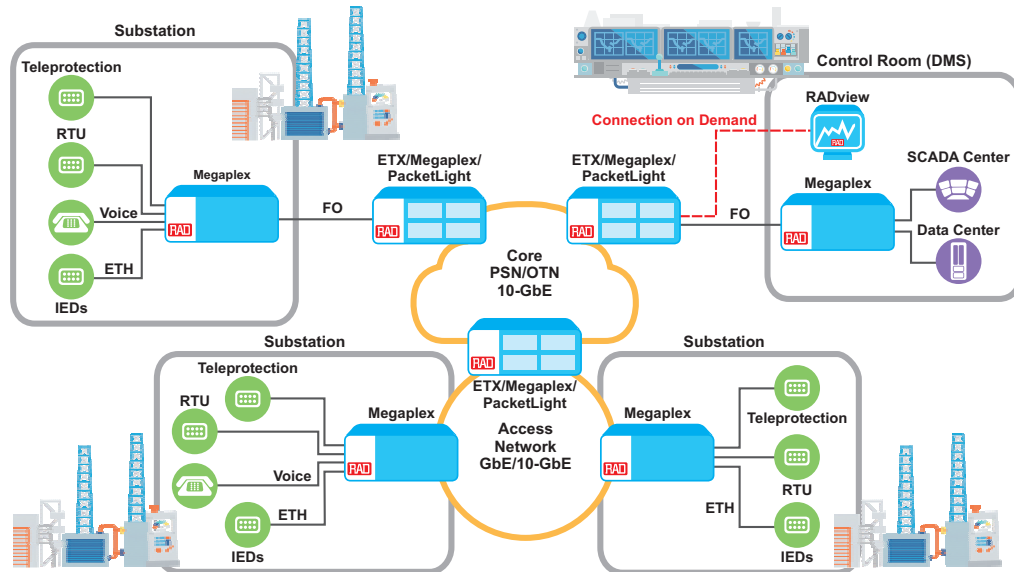 Substation
Teleprotection
RTU
Voice
ETH
IEDs
Megaplex
RAD
FO
ETX/Megaplex/
PacketLight
RAD
ETX/Megaplex/
PacketLight
RAD
Connection on Demand
FO
Control Room (DMS)
RADview
RAD
Megaplex
RAD
SCADA Center
Data Center
Core
PSN/OTN
10-GbE
RAD
ETX/Megaplex/
PacketLight
Access
Network
GbE/10-GbE
Substation
Teleprotection
RTU
Voice
ETH
IEDs
Megaplex
RAD
Substation
Megaplex
RAD
Teleprotection
RTU
ETH
IEDs